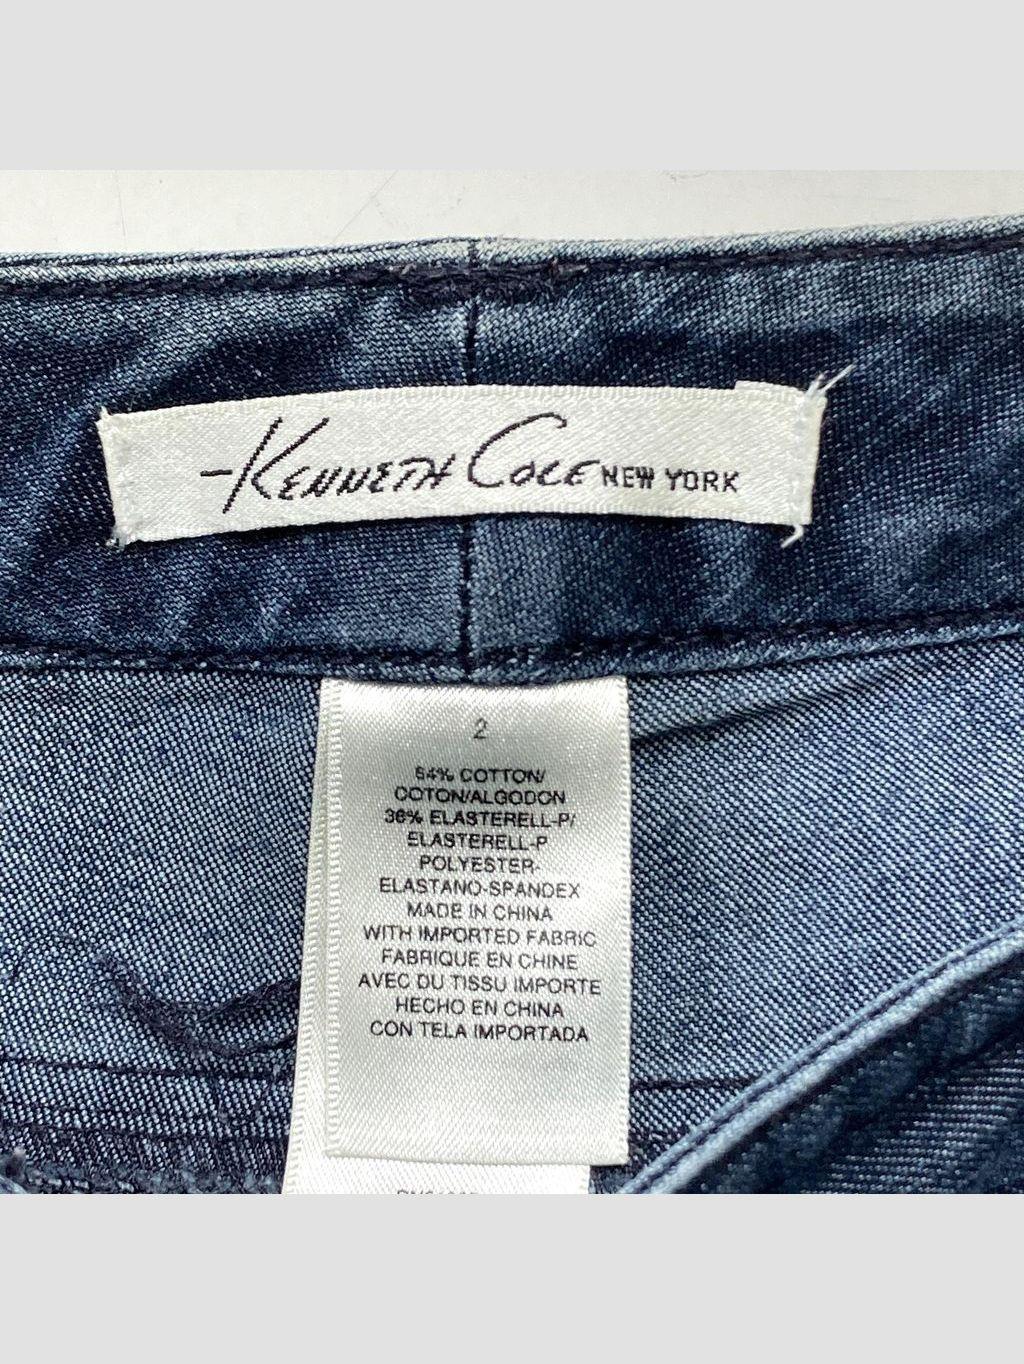 KENNETH COLE NEW YORK
2
64% COTTON/
COTON/ALGODON
36% ELASTERELL-P/
ELASTERELL-P
POLYESTER-
ELASTANO-SPANDEX
MADE IN CHINA
WITH IMPORTED FABRIC
FABRIQUE EN CHINE
AVEC DU TISSU IMPORTE
HECHO EN CHINA
CON TELA IMPORTADA